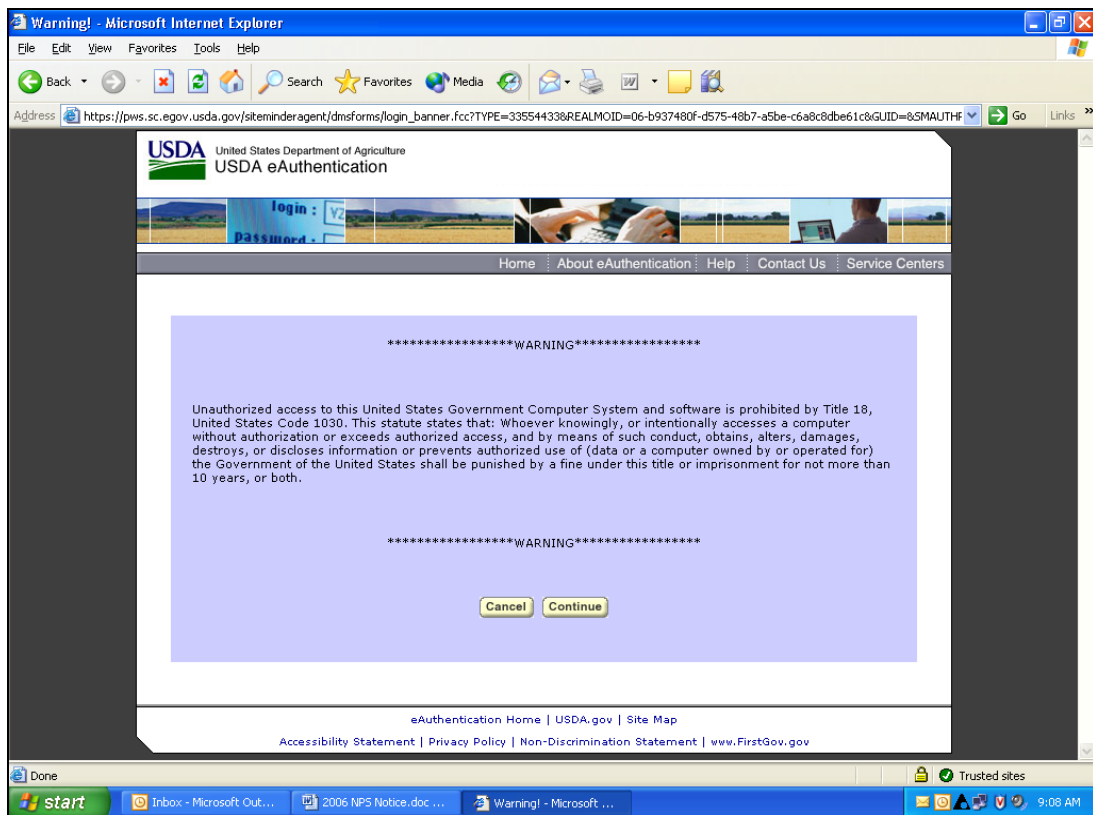 Warning! - Microsoft Internet Explorer
File Edit View Favorites Tools Help
Back Search Favorites Media
Address https://pws.sc.egov.usda.gov/siteminderagent/dmsforms/login_banner.fcc?TYPE=33554433&REALMOID=06-b937480f-d575-48b7-a5be-c6a8c8dbe61c&GUID=&SMAUTHF Go Links »
USDA United States Department of Agriculture
USDA eAuthentication
login :
password :
Home About eAuthentication Help Contact Us Service Centers
*****************WARNING*****************
Unauthorized access to this United States Government Computer System and software is prohibited by Title 18,
United States Code 1030. This statute states that: Whoever knowingly, or intentionally accesses a computer
without authorization or exceeds authorized access, and by means of such conduct, obtains, alters, damages,
destroys, or discloses information or prevents authorized use of (data or a computer owned by or operated for)
the Government of the United States shall be punished by a fine under this title or imprisonment for not more than
10 years, or both.
*****************WARNING*****************
Cancel Continue
eAuthentication Home | USDA.gov | Site Map
Accessibility Statement | Privacy Policy | Non-Discrimination Statement | www.FirstGov.gov
Done Trusted sites
start Inbox - Microsoft Out... 2006 NPS Notice.doc ... Warning! - Microsoft ... 9:08 AM